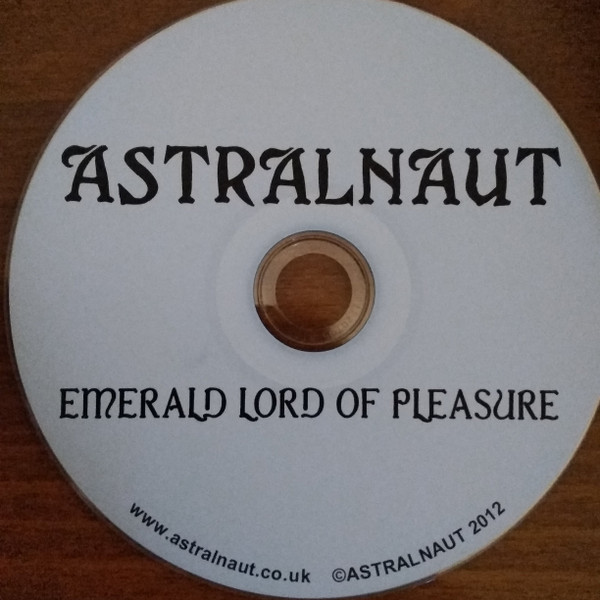 ASTRALNAUT
EMERALD LORD OF PLEASURE
www.astralnaut.co.uk ©ASTRALNAUT 2012